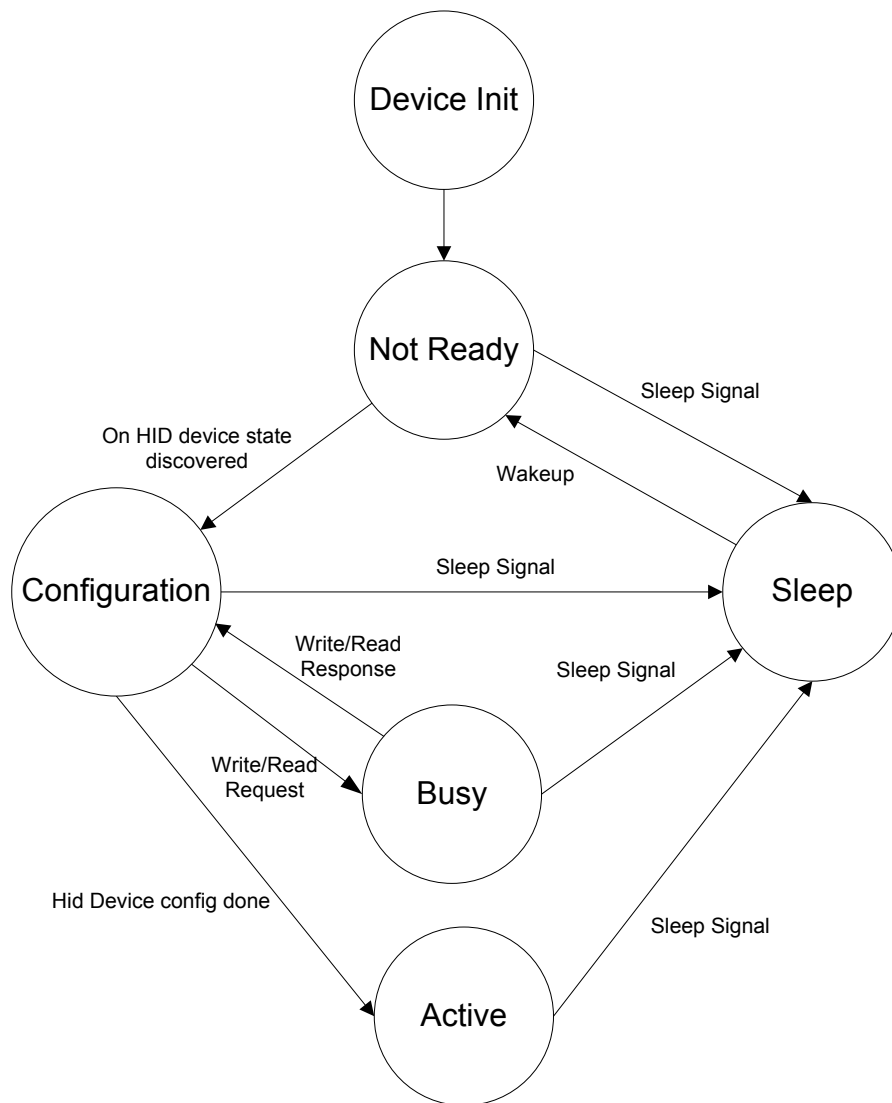 Device Init
Not Ready
Sleep Signal
On HID device state
discovered
Wakeup
Configuration
Sleep Signal
Sleep
Write/Read
Response
Sleep Signal
Write/Read
Request
Busy
Hid Device config done
Sleep Signal
Active